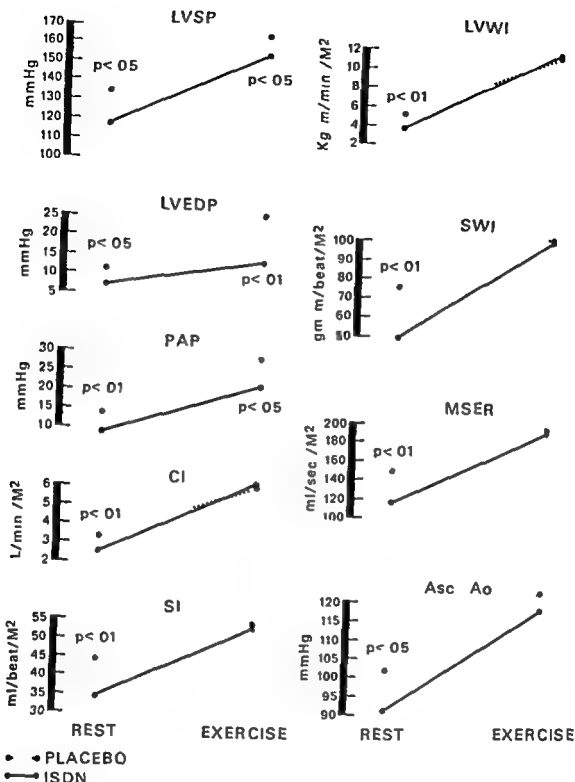 LVSP
170
160
150
140
130
120
110
100
mmHg
p< 05
p< 05
LVWI
12
10
8
6
4
2
Kg m/min /M²
p< 01
LVEDP
25
20
15
10
5
mmHg
p< 05
p< 01
SWI
100
90
80
70
60
50
gm m/beat/M²
p< 01
PAP
30
25
20
15
10
mmHg
p< 01
p< 05
MSER
200
180
160
140
120
100
ml/sec /M²
p< 01
CI
6
5
4
3
2
L/min /M²
p< 01
SI
55
50
45
40
35
30
ml/beat/M²
p< 01
Asc Ao
120
115
110
105
100
95
90
mmHg
p< 05
REST EXERCISE
REST EXERCISE
PLACEBO
ISDN